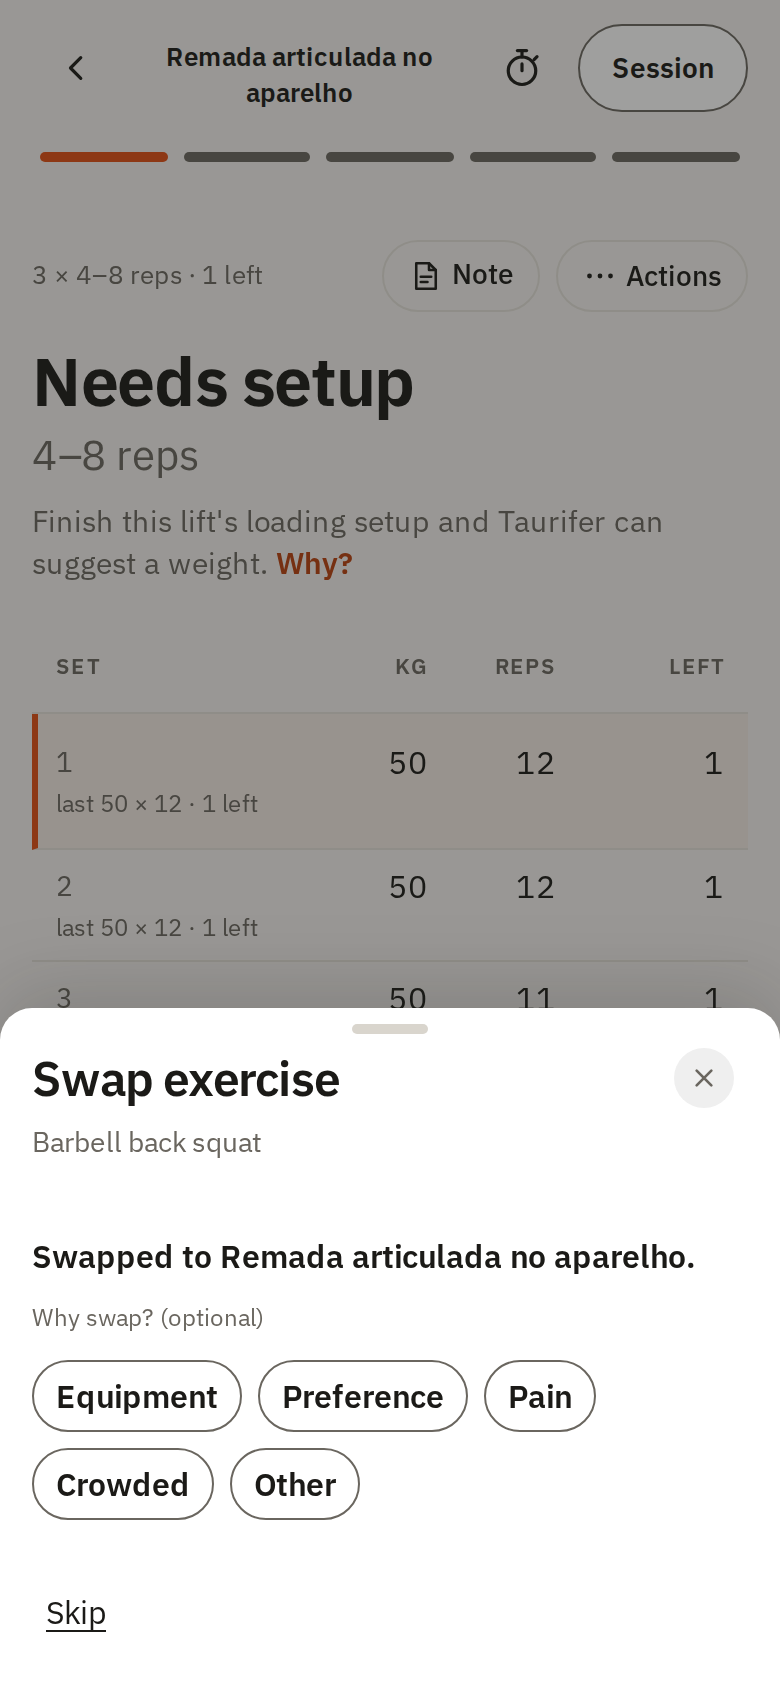 Remada articulada no
aparelho
Session
3 × 4–8 reps · 1 left
Note
Actions
Needs setup
4–8 reps
Finish this lift's loading setup and Taurifer can
suggest a weight. Why?
SET KG REPS LEFT
1 50 12 1
last 50 × 12 · 1 left
2 50 12 1
last 50 × 12 · 1 left
3 50 11 1
Swap exercise
Barbell back squat
Swapped to Remada articulada no aparelho.
Why swap? (optional)
Equipment Preference Pain
Crowded Other
Skip